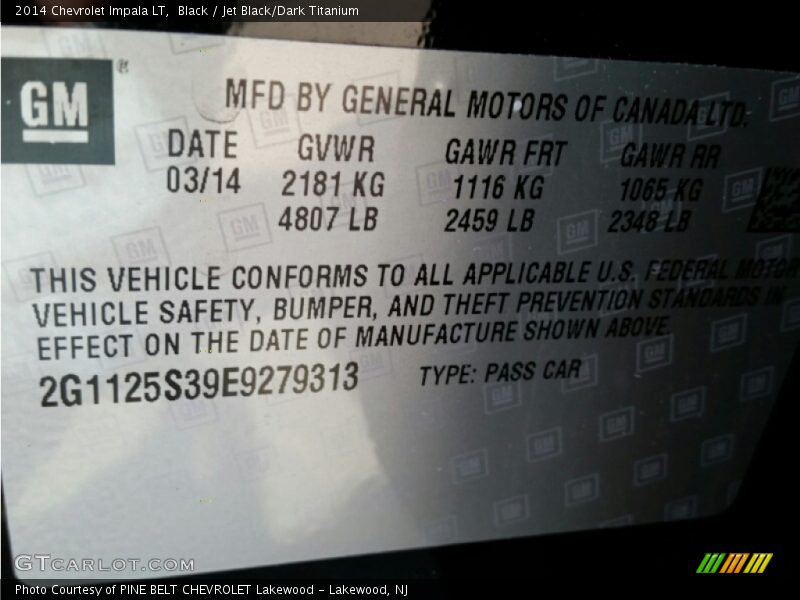 2014 Chevrolet Impala LT, Black / Jet Black/Dark Titanium
GM ®
MFD BY GENERAL MOTORS OF CANADA LTD.
DATE GVWR GAWR FRT GAWR RR
03/14 2181 KG 1116 KG 1065 KG
4807 LB 2459 LB 2348 LB
THIS VEHICLE CONFORMS TO ALL APPLICABLE U.S. FEDERAL MOTOR
VEHICLE SAFETY, BUMPER, AND THEFT PREVENTION STANDARDS IN
EFFECT ON THE DATE OF MANUFACTURE SHOWN ABOVE.
2G1125S39E9279313 TYPE: PASS CAR
GTCARLOT.COM
Photo Courtesy of PINE BELT CHEVROLET Lakewood - Lakewood, NJ